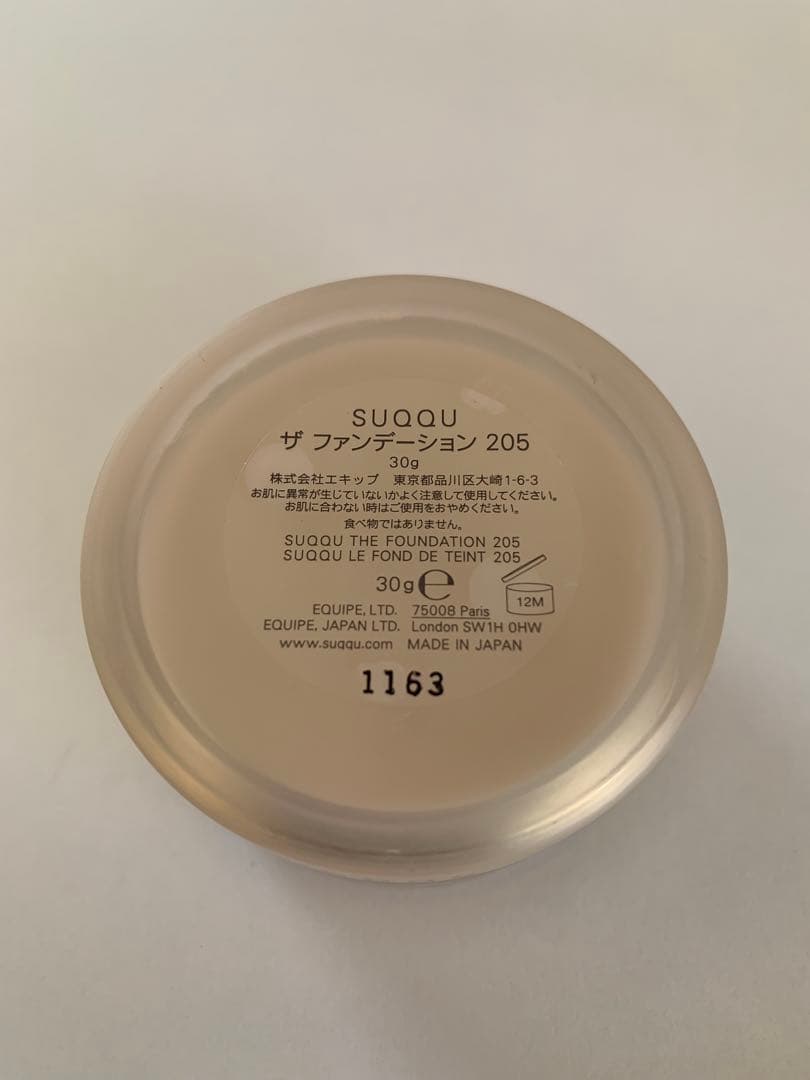 SUQQU
ザ ファンデーション 205
30g
株式会社エキップ 東京都品川区大崎1-6-3
お肌に異常が生じていないかよく注意して使用してください。
お肌に合わない時はご使用をおやめください。
食べ物ではありません。
SUQQU THE FOUNDATION 205
SUQQU LE FOND DE TEINT 205
30g ℮
12M
EQUIPE, LTD. 75008 Paris
EQUIPE, JAPAN LTD. London SW1H 0HW
www.suqqu.com MADE IN JAPAN
1163